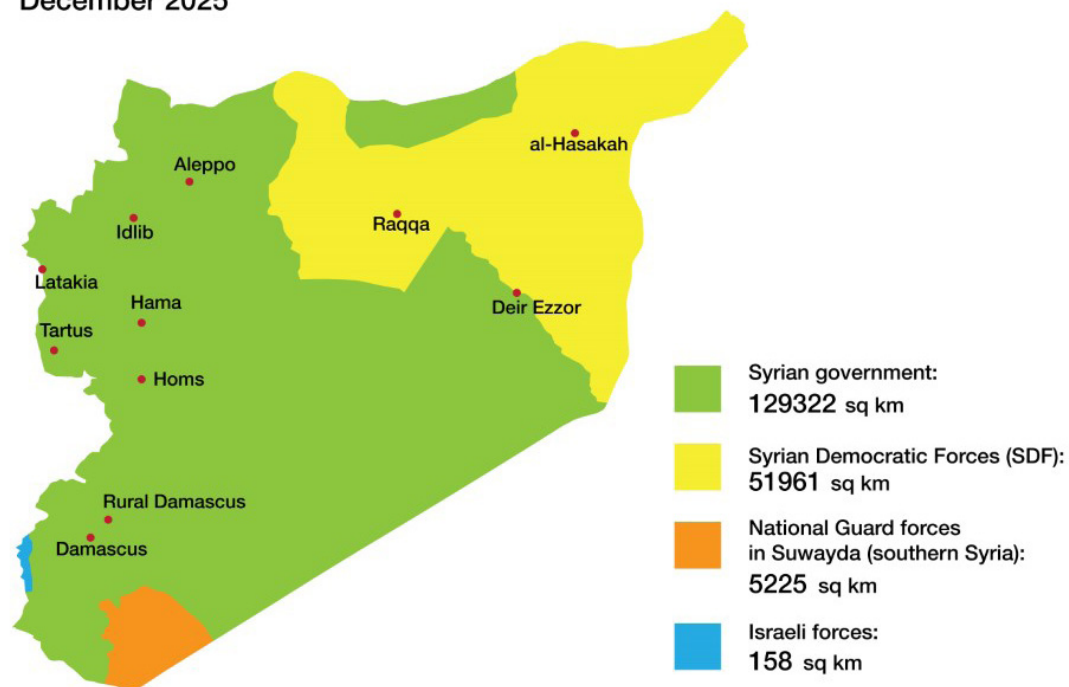 December 2025
al-Hasakah
Aleppo
Raqqa
Idlib
Latakia
Hama
Deir Ezzor
Tartus
Homs
Syrian government:
129322 sq km
Syrian Democratic Forces (SDF):
51961 sq km
Rural Damascus
Damascus
National Guard forces
in Suwayda (southern Syria):
5225 sq km
Israeli forces:
158 sq km